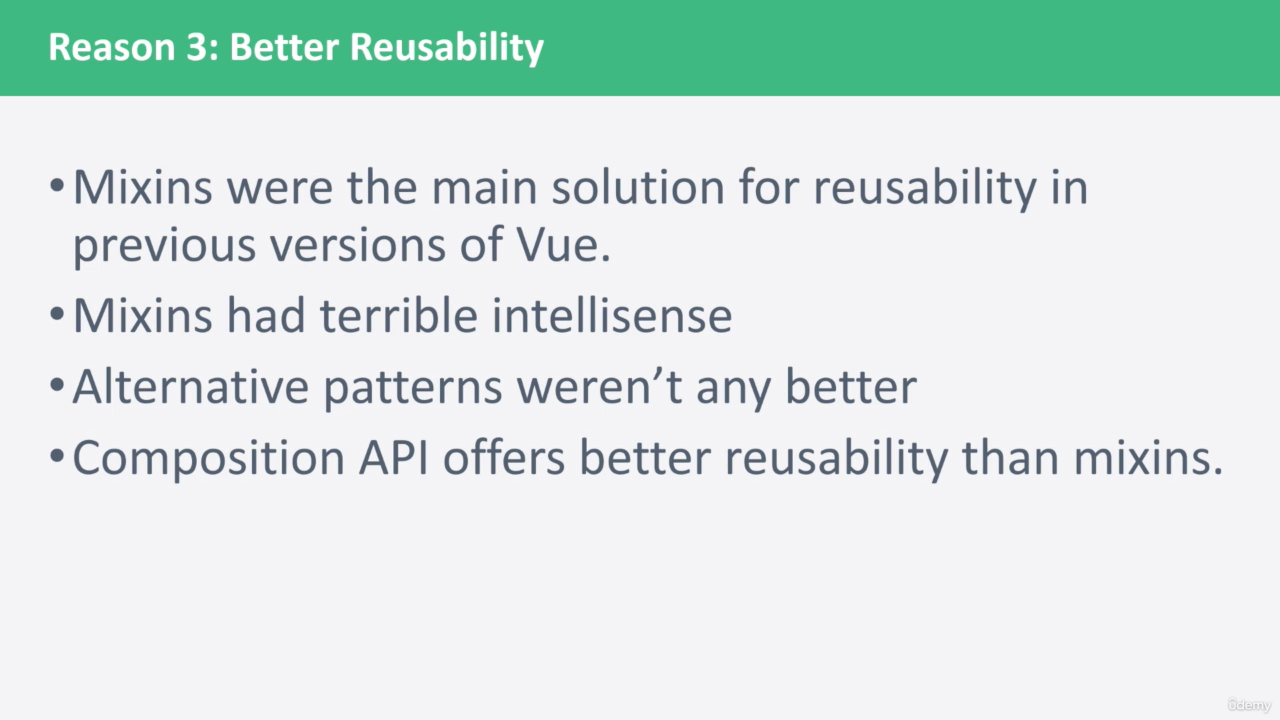 Reason 3: Better Reusability
•Mixins were the main solution for reusability in
previous versions of Vue.
•Mixins had terrible intellisense
•Alternative patterns weren’t any better
•Composition API offers better reusability than mixins.
ûdemy